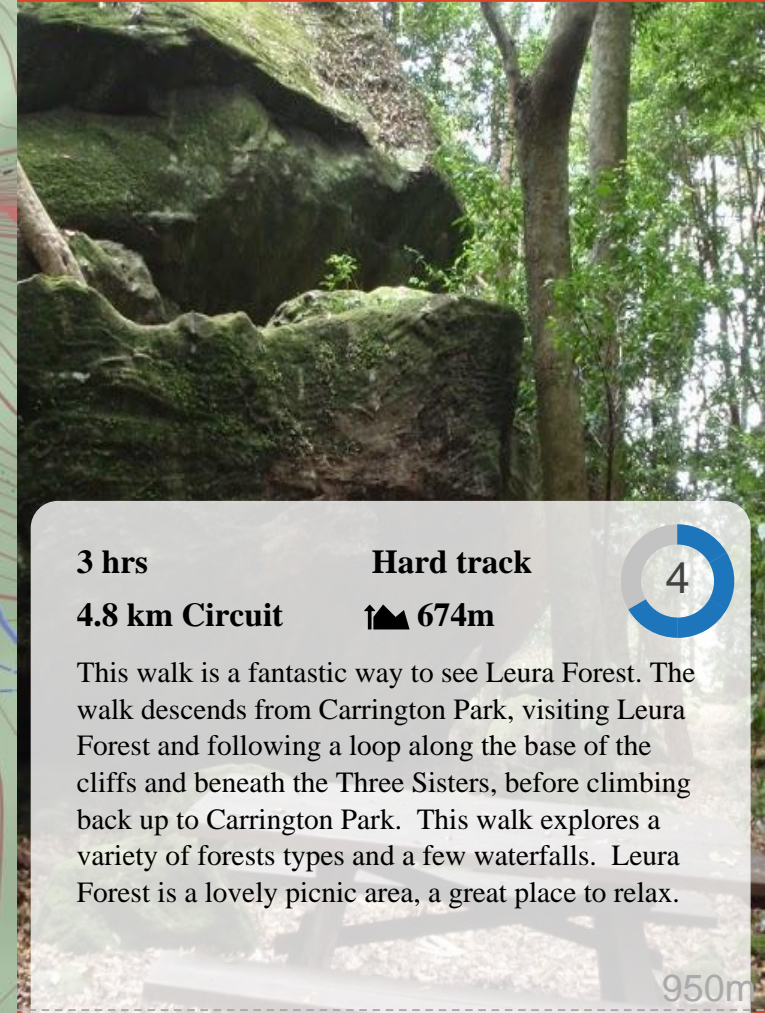 3 hrs
Hard track
4
4.8 km Circuit
674m
This walk is a fantastic way to see Leura Forest. The
walk descends from Carrington Park, visiting Leura
Forest and following a loop along the base of the
cliffs and beneath the Three Sisters, before climbing
back up to Carrington Park.  This walk explores a
variety of forests types and a few waterfalls.  Leura
Forest is a lovely picnic area, a great place to relax.
950m